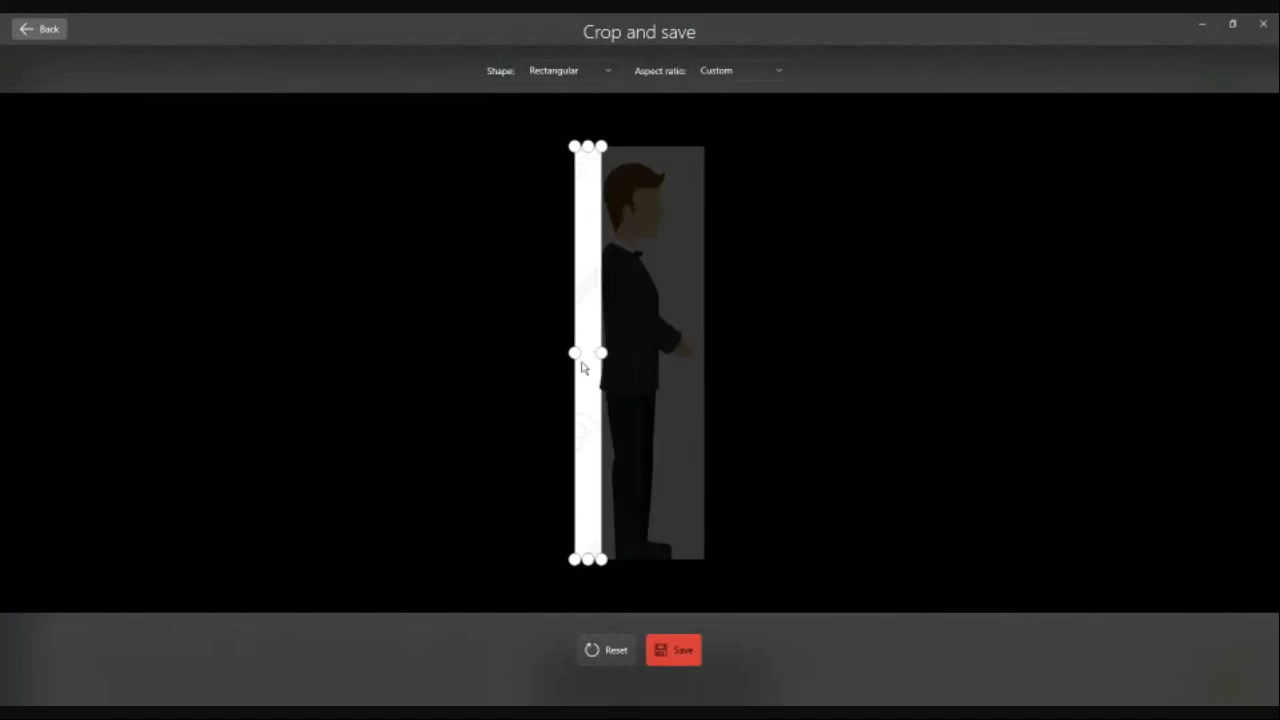 Back
Crop and save
Shape: Rectangular Aspect ratio: Custom
Reset Save